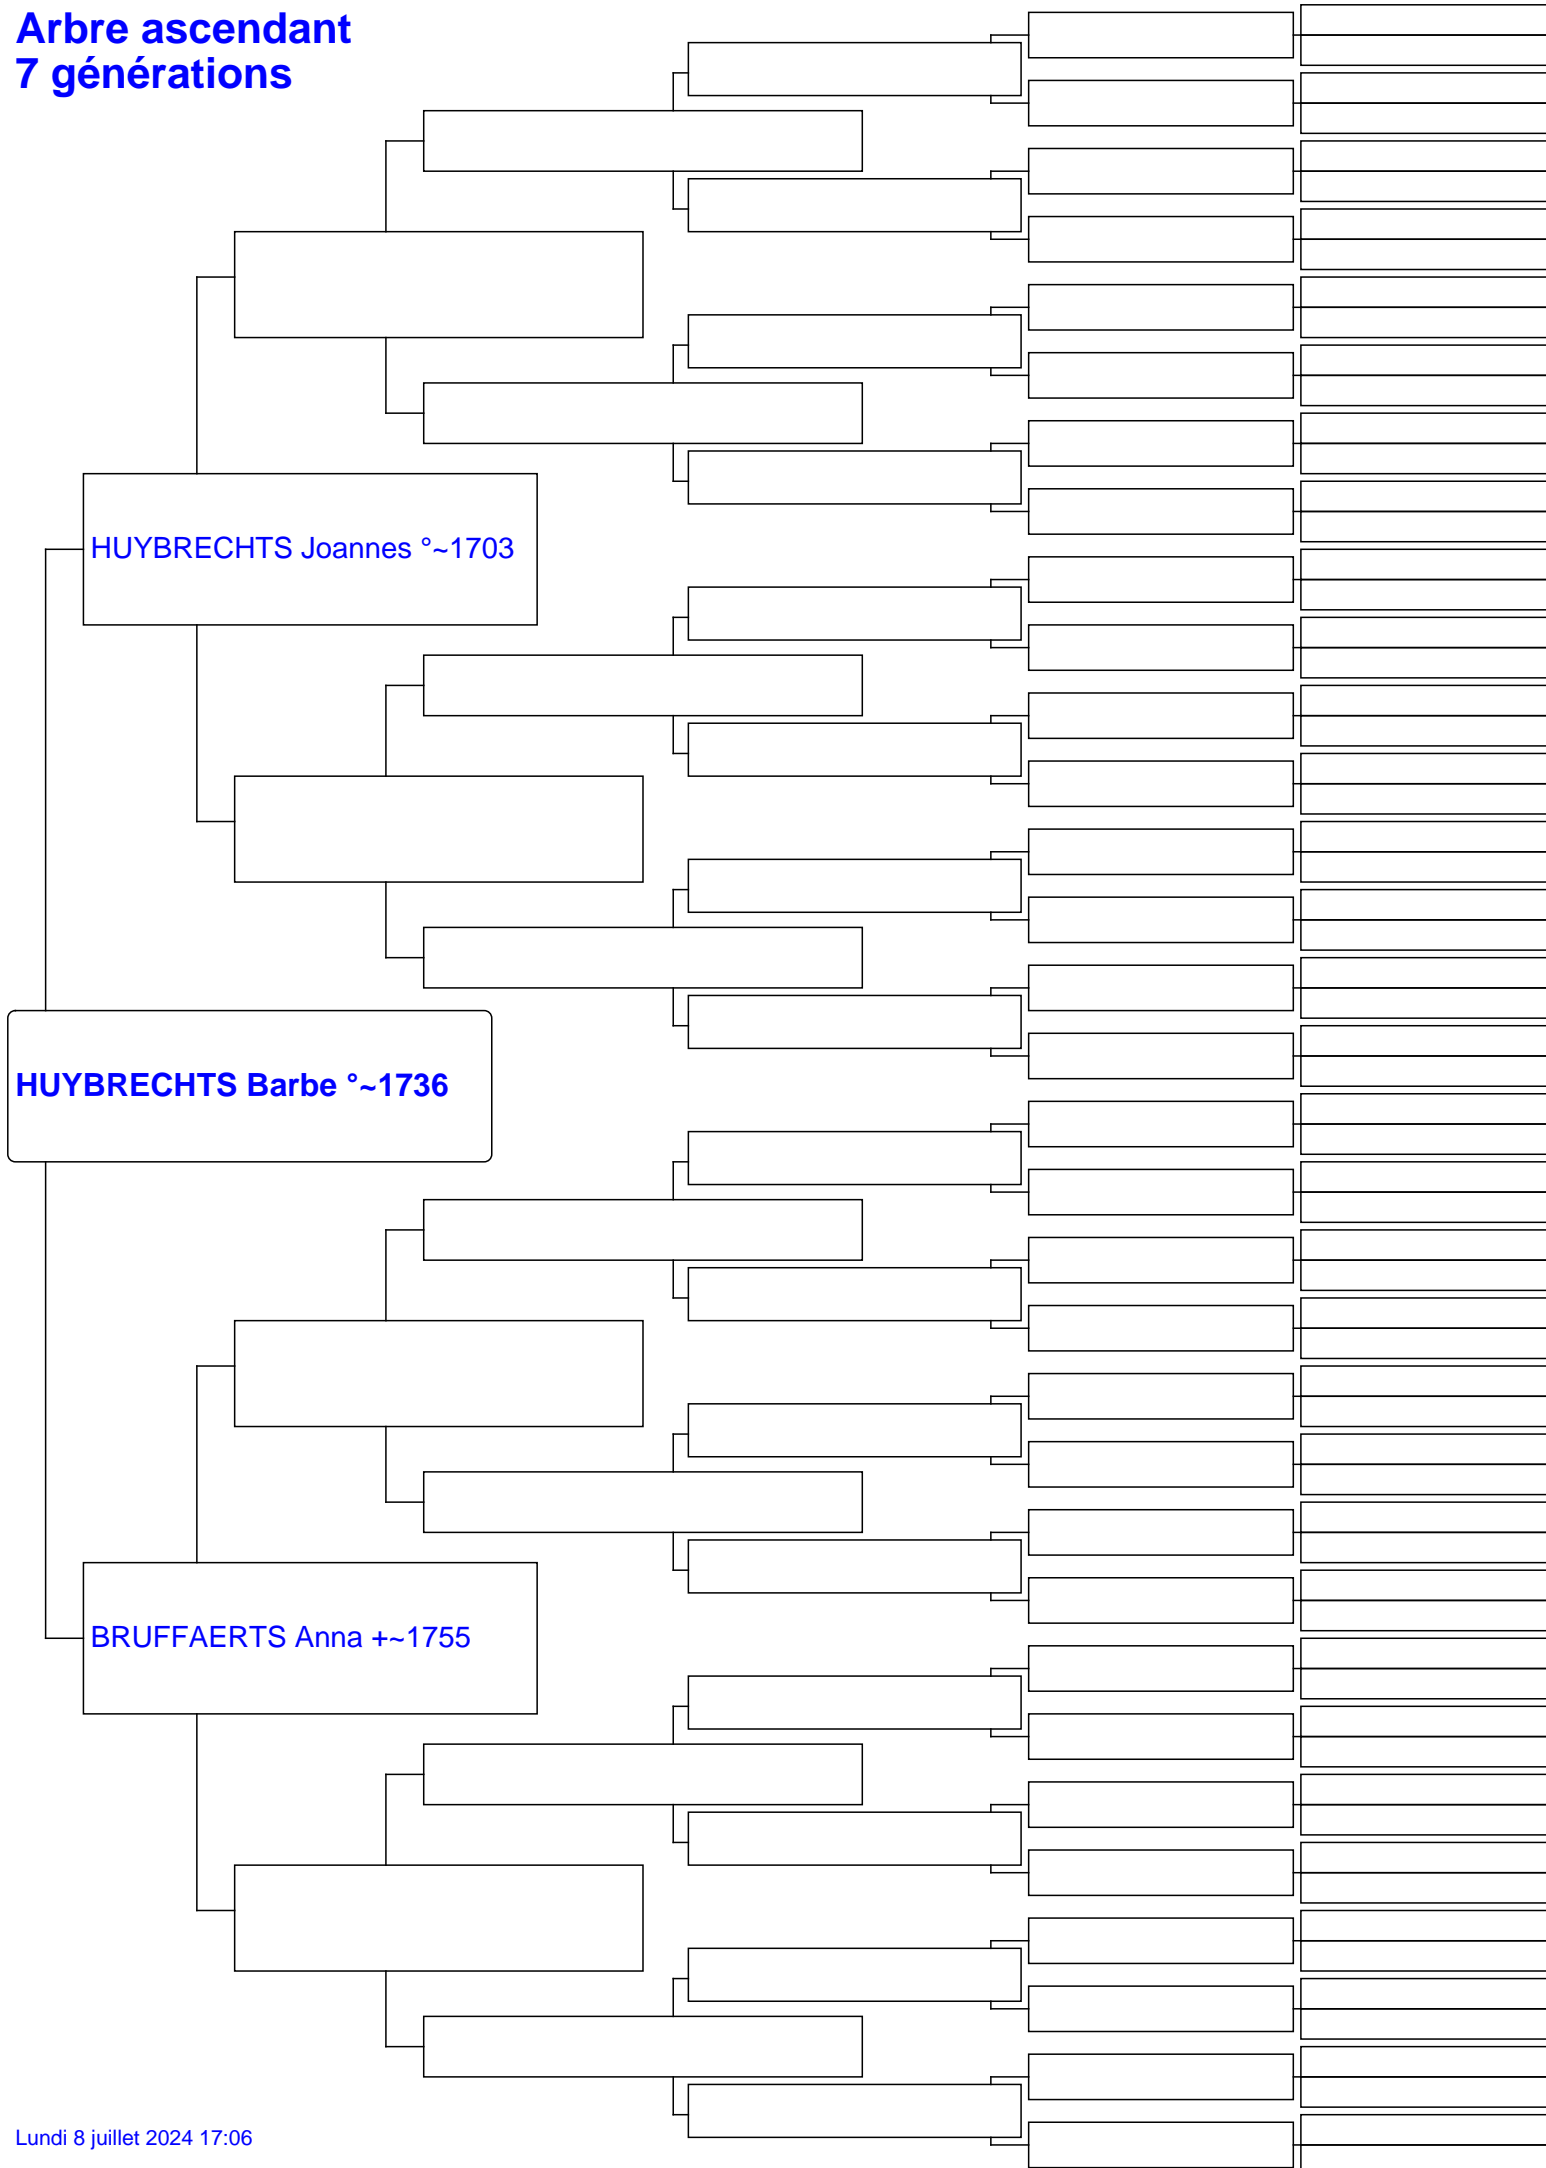 Arbre ascendant
7 générations
HUYBRECHTS Joannes °~1703
HUYBRECHTS Barbe °~1736
BRUFFAERTS Anna +~1755
Lundi 8 juillet 2024 17:06